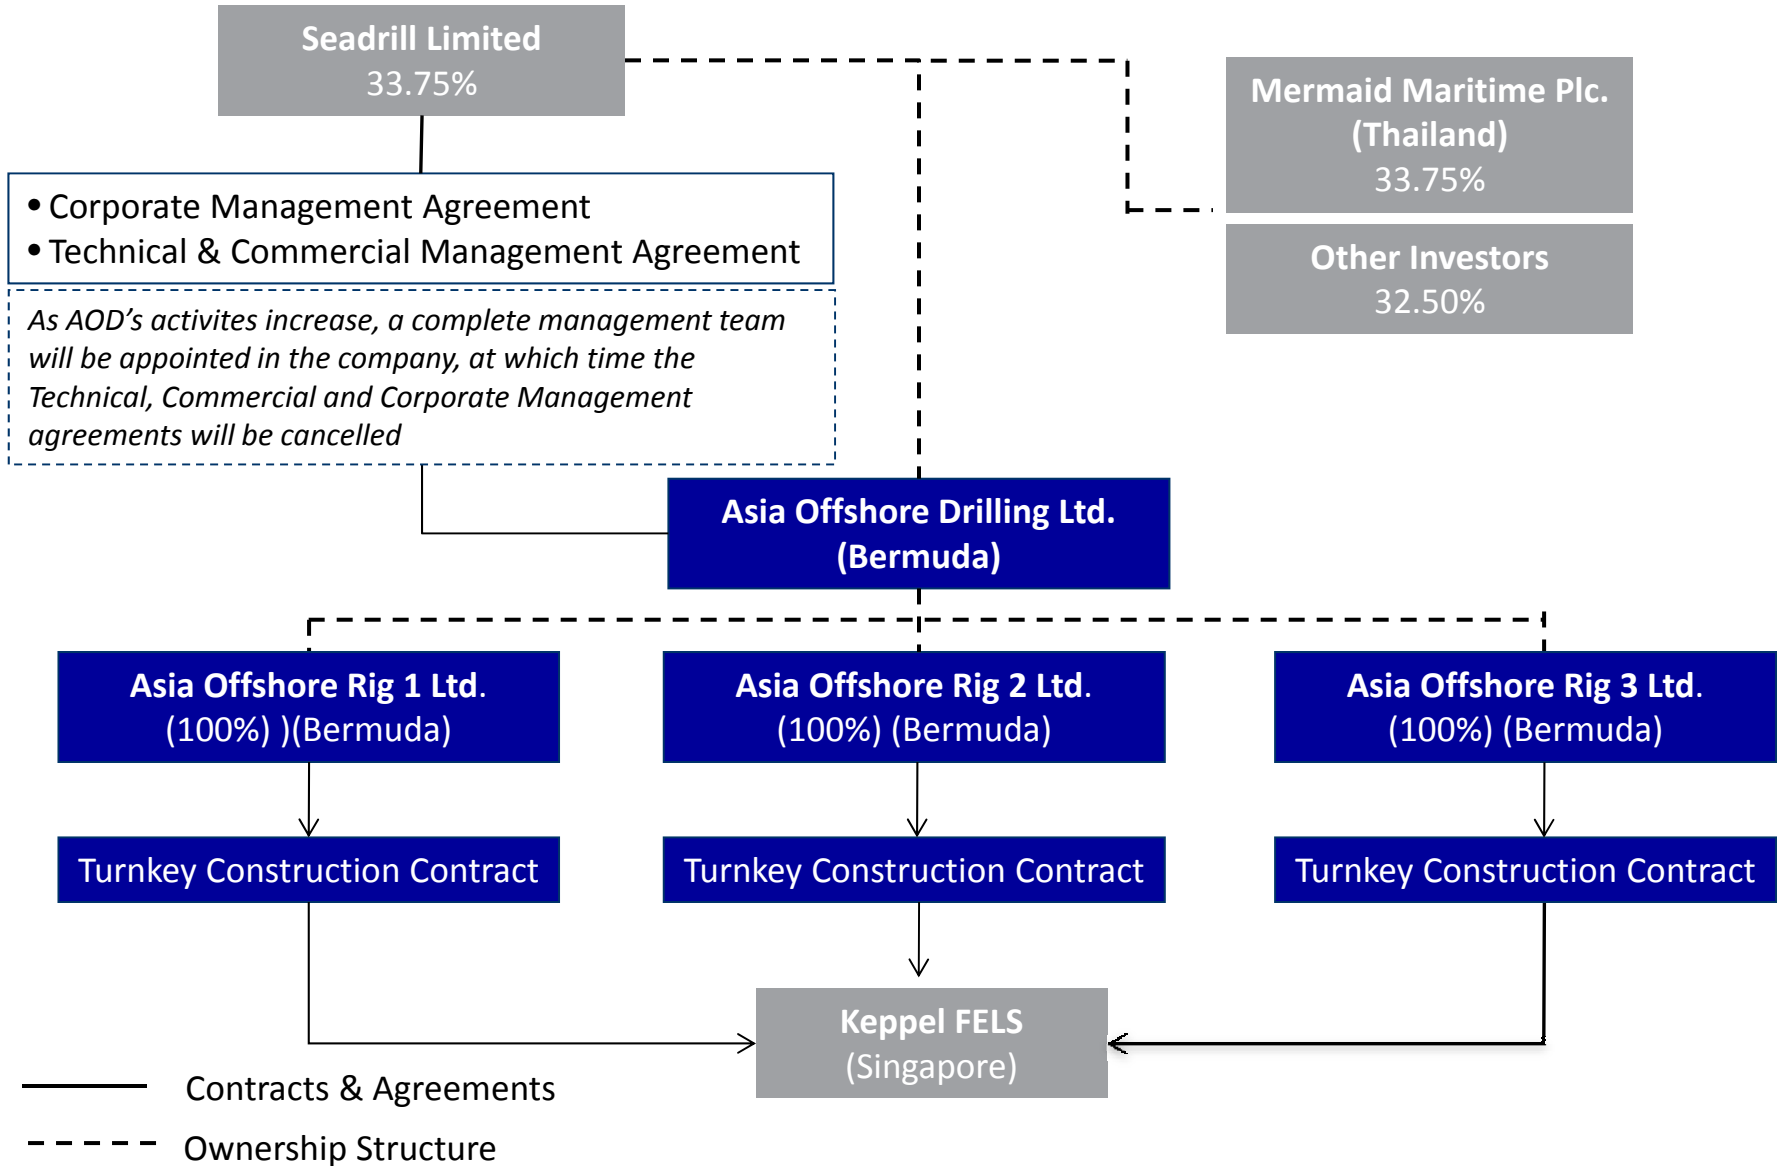 Seadrill Limited
33.75%
Mermaid Maritime Plc.
(Thailand)
33.75%
• Corporate Management Agreement
• Technical & Commercial Management Agreement
Other Investors
32.50%
As AOD's activites increase, a complete management team
will be appointed in the company, at which time the
Technical, Commercial and Corporate Management
agreements will be cancelled
Asia Offshore Drilling Ltd.
(Bermuda)
Asia Offshore Rig 1 Ltd.
(100%) )(Bermuda)
Asia Offshore Rig 2 Ltd.
(100%) (Bermuda)
Asia Offshore Rig 3 Ltd.
(100%) (Bermuda)
Turnkey Construction Contract
Turnkey Construction Contract
Turnkey Construction Contract
Keppel FELS
(Singapore)
Contracts & Agreements
Ownership Structure